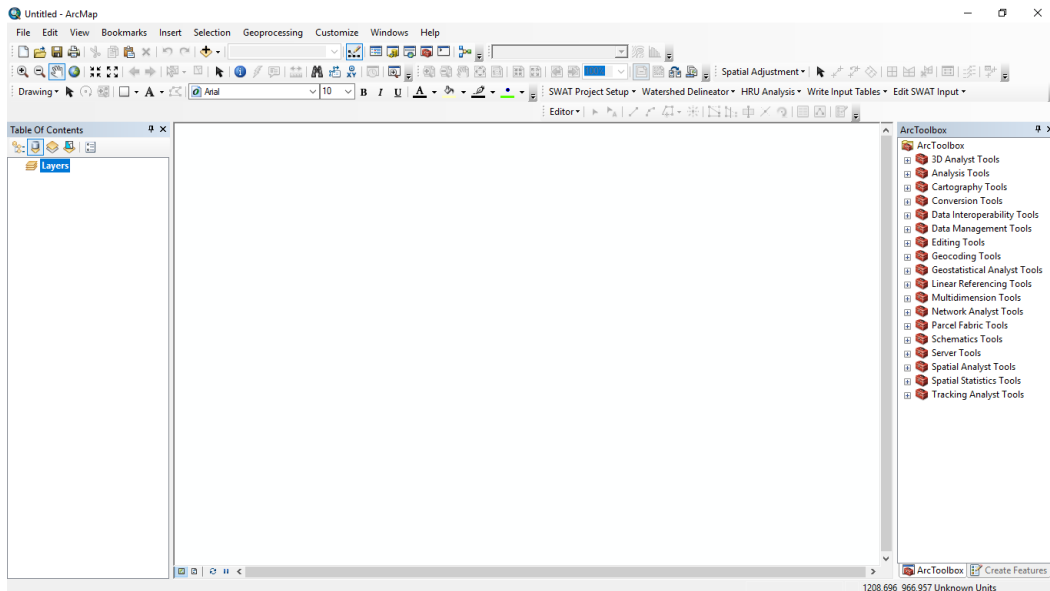 Untitled - ArcMap
File Edit View Bookmarks Insert Selection Geoprocessing Customize Windows Help
Spatial Adjustment
Drawing A Arial 10 B I U A SWAT Project Setup Watershed Delineator HRU Analysis Write Input Tables Edit SWAT Input
Editor
Table Of Contents
Layers
ArcToolbox
ArcToolbox
3D Analyst Tools
Analysis Tools
Cartography Tools
Conversion Tools
Data Interoperability Tools
Data Management Tools
Editing Tools
Geocoding Tools
Geostatistical Analyst Tools
Linear Referencing Tools
Multidimension Tools
Network Analyst Tools
Parcel Fabric Tools
Schematics Tools
Server Tools
Spatial Analyst Tools
Spatial Statistics Tools
Tracking Analyst Tools
ArcToolbox Create Features
1208.696 966.957 Unknown Units